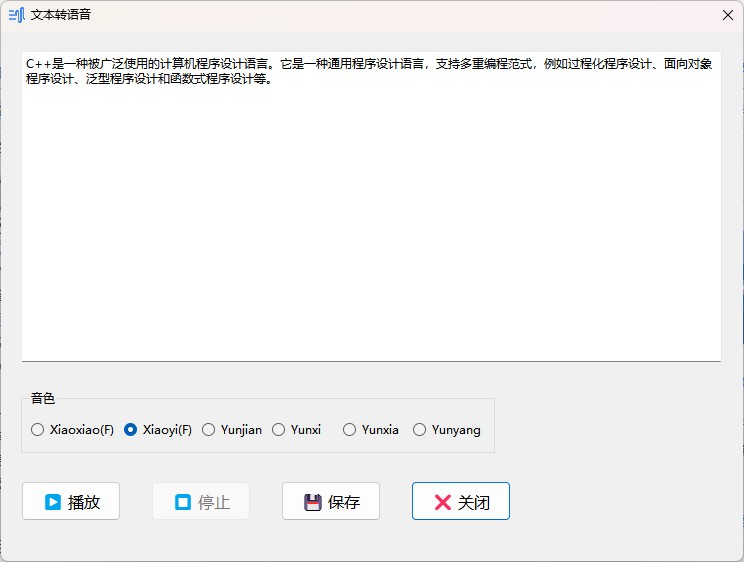 文本转语音
C++是一种被广泛使用的计算机程序设计语言。它是一种通用程序设计语言，支持多重编程范式，例如过程化程序设计、面向对象
程序设计、泛型程序设计和函数式程序设计等。
音色
Xiaoxiao(F) Xiaoyi(F) Yunjian Yunxi Yunxia Yunyang
播放 停止 保存 关闭